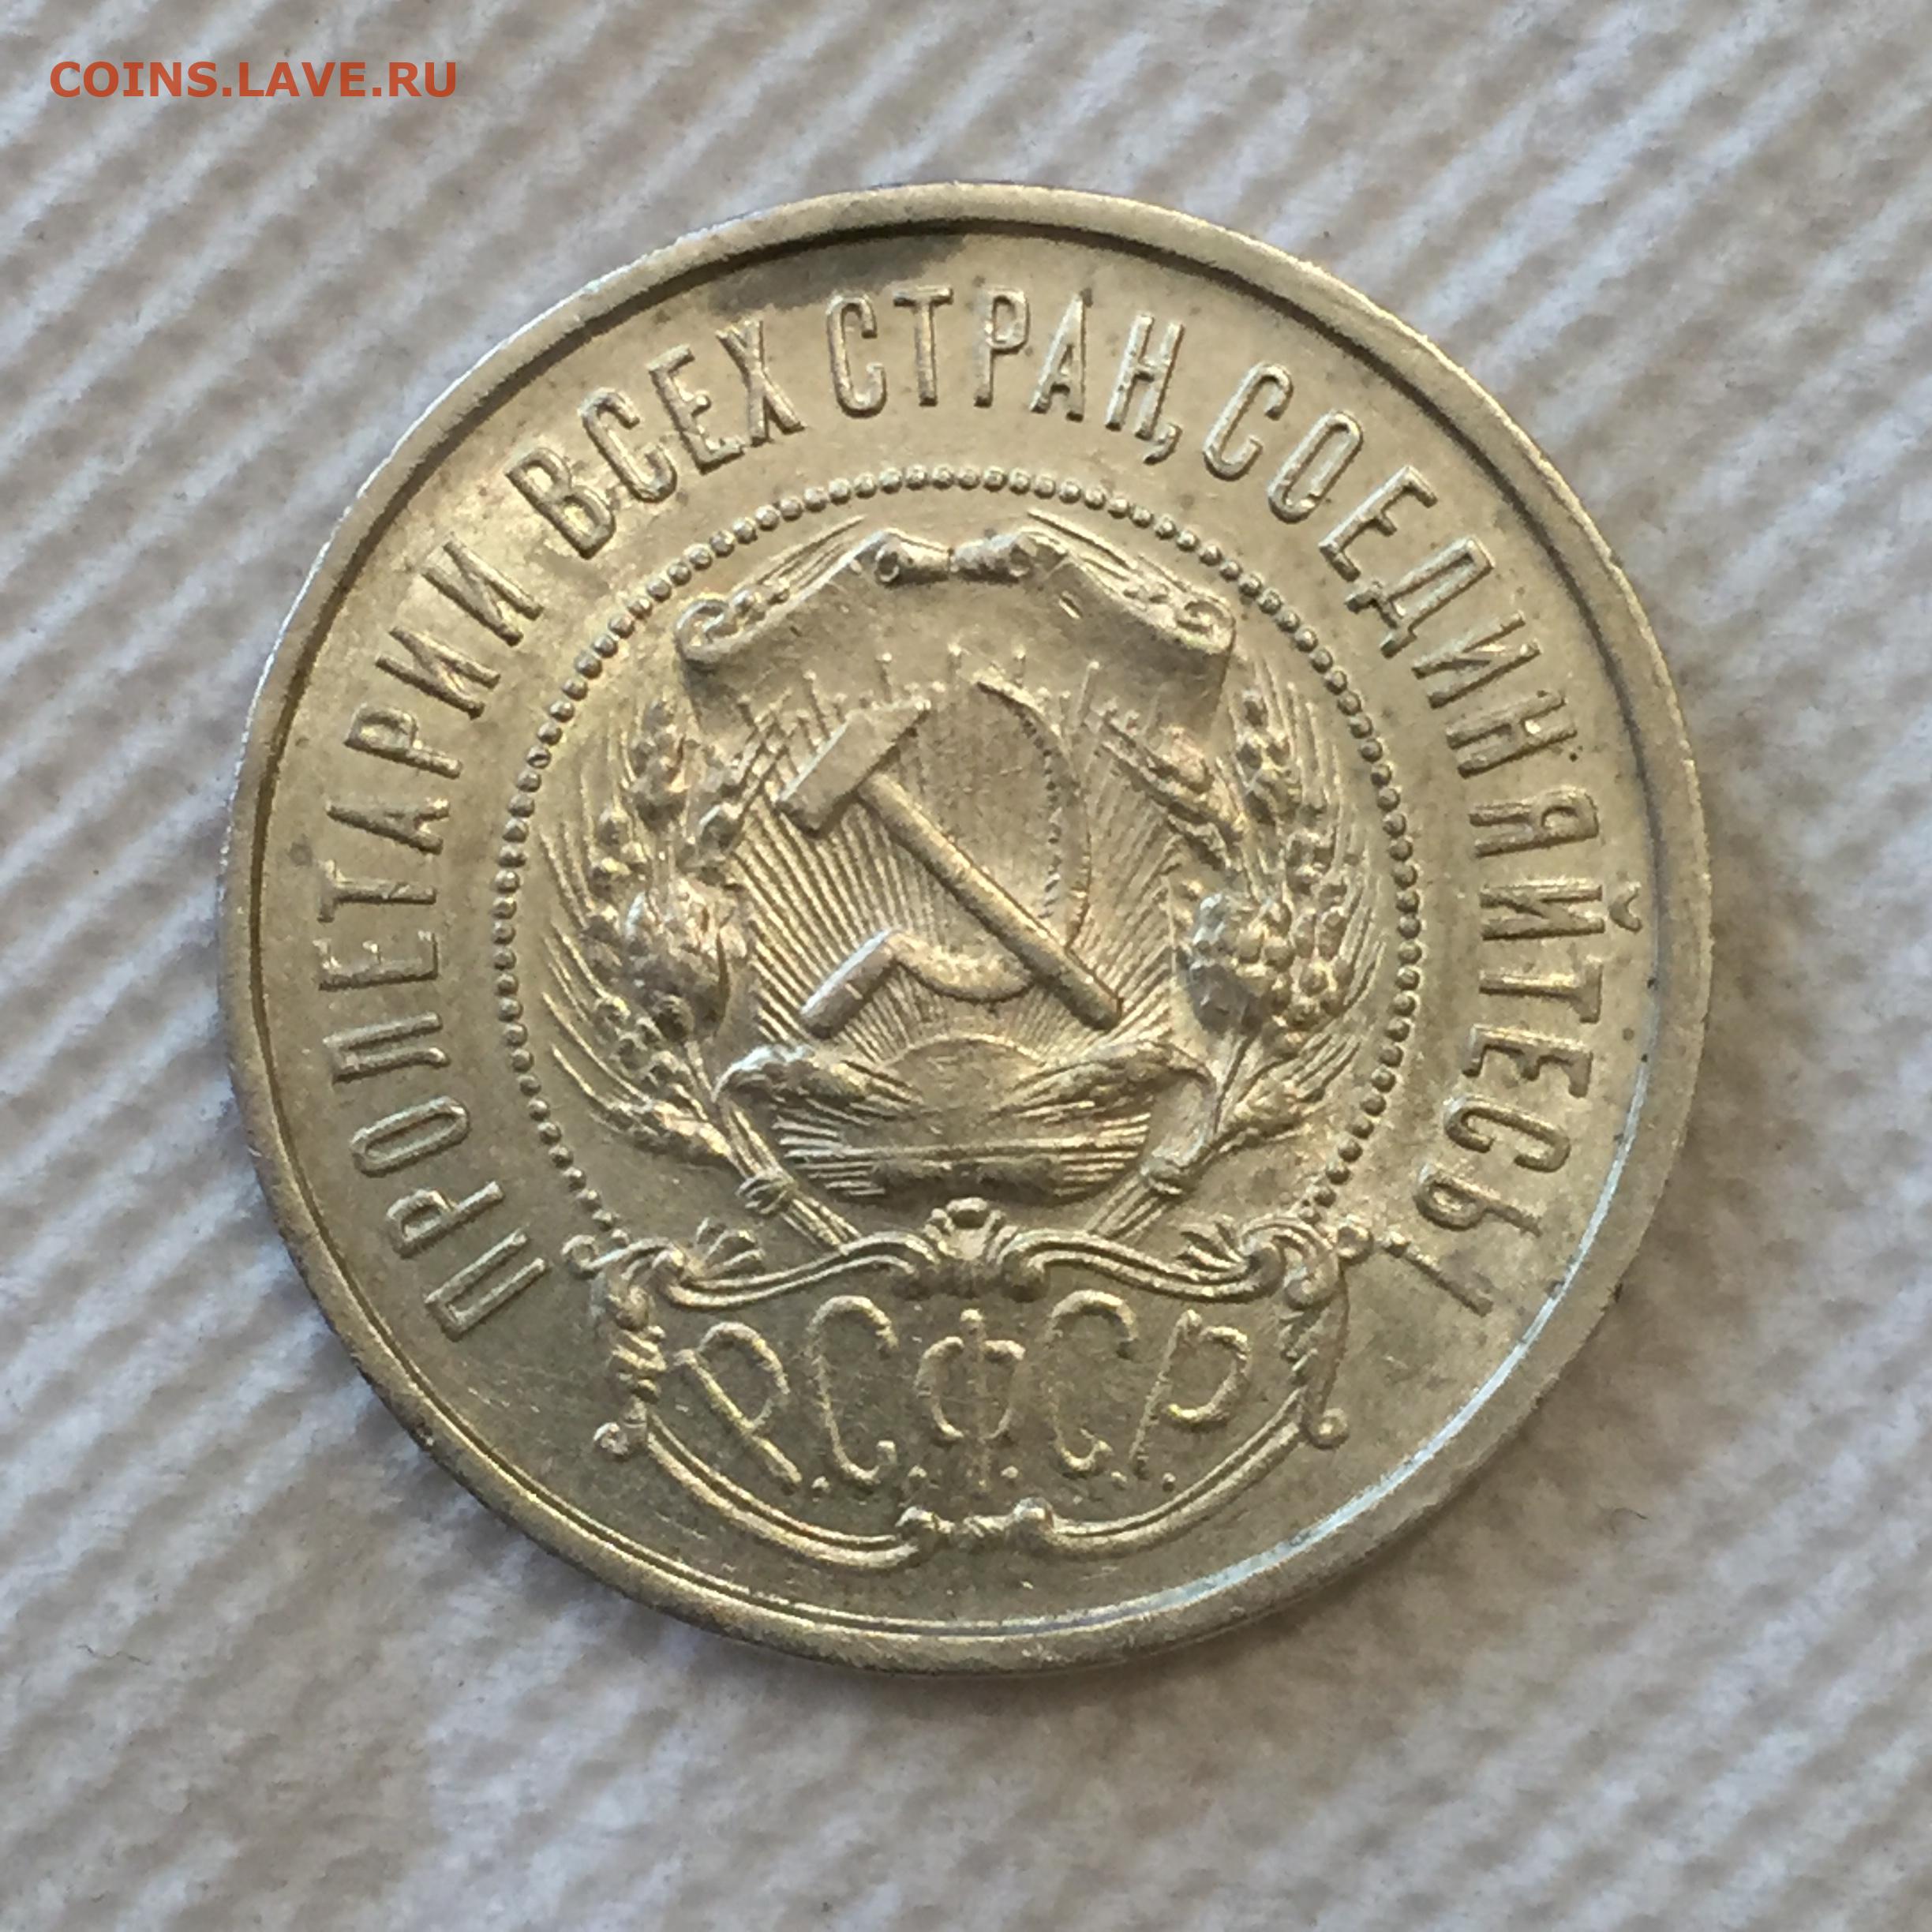 COINS.LAVE.RU
ПРОЛЕТАРИИ ВСЕХ СТРАН, СОЕДИНЯЙТЕСЬ!
Р.С.Ф.С.Р.